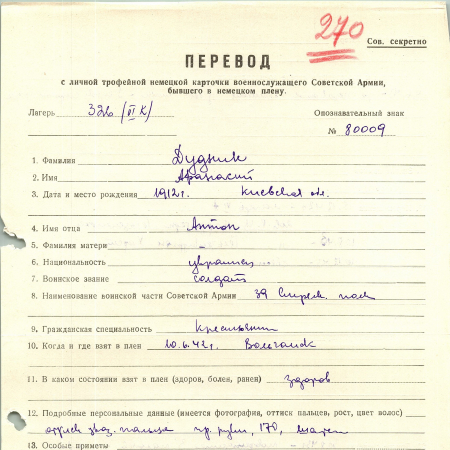 270
Сов. секретно
ПЕРЕВОД
с личной трофейной немецкой карточки военнослужащего Советской Армии,
бывшего в немецком плену.
Лагерь 326 (VI К) Опознавательный знак
№ 80009
1. Фамилия Дудник
2. Имя Афанасий
3. Дата и место рождения 1912 г. Киевская обл.
4. Имя отца Антон
5. Фамилия матери –
6. Национальность украинец
7. Воинское звание солдат
8. Наименование воинской части Советской Армии 39 Стрелк. полк
9. Гражданская специальность Крестьянин
10. Когда и где взят в плен 10.6.42 г.
11. В каком состоянии взят в плен (здоров, болен, ранен) здоров
12. Подробные персональные данные (имеется фотография, оттиск пальцев, рост, цвет волос)
пальца пр. руки, 170,
13. Особые приметы